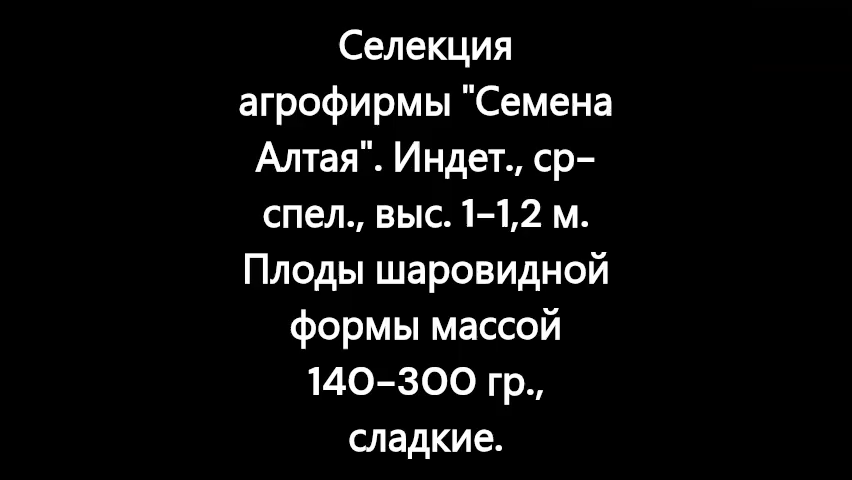 Селекция
агрофирмы "Семена
Алтая". Индет., ср-
спел., выс. 1-1,2 м.
Плоды шаровидной
формы массой
140-300 гр.,
сладкие.